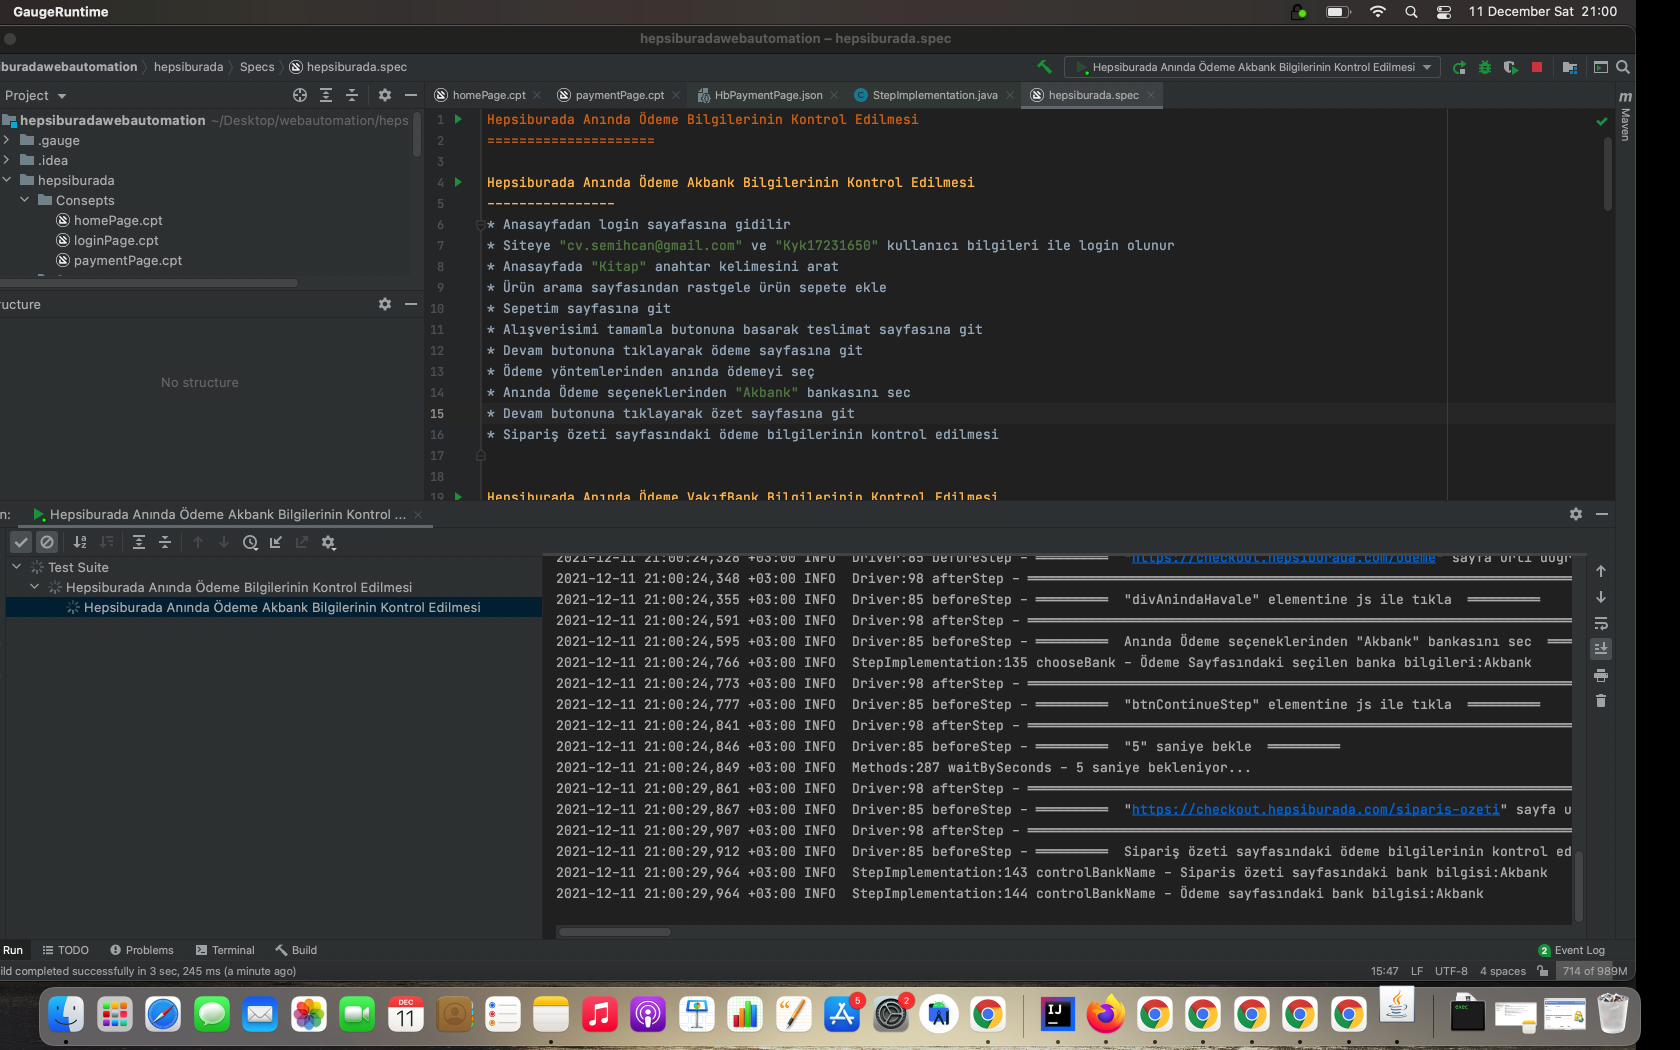 GaugeRuntime
11 December Sat 21:00
hepsiburadawebautomation – hepsiburada.spec
buradawebautomation
hepsiburada
Specs
hepsiburada.spec
Hepsiburada Anında Ödeme Akbank Bilgilerinin Kontrol Edilmesi
Project
homePage.cpt
paymentPage.cpt
HbPaymentPage.json
StepImplementation.java
hepsiburada.spec
Maven
hepsiburadawebautomation ~/Desktop/webautomation/heps
.gauge
.idea
hepsiburada
Consepts
homePage.cpt
loginPage.cpt
paymentPage.cpt
ructure
No structure
1 Hepsiburada Anında Ödeme Bilgilerinin Kontrol Edilmesi
2 =====================
3
4 Hepsiburada Anında Ödeme Akbank Bilgilerinin Kontrol Edilmesi
5 ----------------
6 * Anasayfadan login sayafasına gidilir
7 * Siteye "cv.semihcan@gmail.com" ve "Kyk17231650" kullanıcı bilgileri ile login olunur
8 * Anasayfada "Kitap" anahtar kelimesini arat
9 * Ürün arama sayfasından rastgele ürün sepete ekle
10 * Sepetim sayfasına git
11 * Alışverisimi tamamla butonuna basarak teslimat sayfasına git
12 * Devam butonuna tıklayarak ödeme sayfasına git
13 * Ödeme yöntemlerinden anında ödemeyi seç
14 * Anında Ödeme seçeneklerinden "Akbank" bankasını sec
15 * Devam butonuna tıklayarak özet sayfasına git
16 * Sipariş özeti sayfasındaki ödeme bilgilerinin kontrol edilmesi
17
18
19 Hepsiburada Anında Ödeme VakıfBank Bilgilerinin Kontrol Edilmesi
n:
Hepsiburada Anında Ödeme Akbank Bilgilerinin Kontrol ...
Test Suite
Hepsiburada Anında Ödeme Bilgilerinin Kontrol Edilmesi
Hepsiburada Anında Ödeme Akbank Bilgilerinin Kontrol Edilmesi
2021-12-11 21:00:24,328 +03:00 INFO Driver:85 beforeStep - ═════════ "https://checkout.hepsiburada.com/odeme" sayfa urli dogr
2021-12-11 21:00:24,348 +03:00 INFO Driver:98 afterStep - ═════════
2021-12-11 21:00:24,355 +03:00 INFO Driver:85 beforeStep - ═════════ "divAnindaHavale" elementine js ile tıkla ═════════
2021-12-11 21:00:24,591 +03:00 INFO Driver:98 afterStep - ═════════
2021-12-11 21:00:24,595 +03:00 INFO Driver:85 beforeStep - ═════════ Anında Ödeme seçeneklerinden "Akbank" bankasını sec ═══
2021-12-11 21:00:24,766 +03:00 INFO StepImplementation:135 chooseBank - Ödeme Sayfasındaki seçilen banka bilgileri:Akbank
2021-12-11 21:00:24,773 +03:00 INFO Driver:98 afterStep - ═════════
2021-12-11 21:00:24,777 +03:00 INFO Driver:85 beforeStep - ═════════ "btnContinueStep" elementine js ile tıkla ═════════
2021-12-11 21:00:24,841 +03:00 INFO Driver:98 afterStep - ═════════
2021-12-11 21:00:24,846 +03:00 INFO Driver:85 beforeStep - ═════════ "5" saniye bekle ═════════
2021-12-11 21:00:24,849 +03:00 INFO Methods:287 waitBySeconds - 5 saniye bekleniyor...
2021-12-11 21:00:29,861 +03:00 INFO Driver:98 afterStep - ═════════
2021-12-11 21:00:29,867 +03:00 INFO Driver:85 beforeStep - ═════════ "https://checkout.hepsiburada.com/siparis-ozeti" sayfa u
2021-12-11 21:00:29,907 +03:00 INFO Driver:98 afterStep - ═════════
2021-12-11 21:00:29,912 +03:00 INFO Driver:85 beforeStep - ═════════ Sipariş özeti sayfasındaki ödeme bilgilerinin kontrol ed
2021-12-11 21:00:29,964 +03:00 INFO StepImplementation:143 controlBankName - Siparis özeti sayfasındaki bank bilgisi:Akbank
2021-12-11 21:00:29,964 +03:00 INFO StepImplementation:144 controlBankName - Ödeme sayfasındaki bank bilgisi:Akbank
Run
TODO
Problems
Terminal
Build
2 Event Log
ild completed successfully in 3 sec, 245 ms (a minute ago)
15:47 LF UTF-8 4 spaces 714 of 989M
DEC
11
5
2
IJ
exec